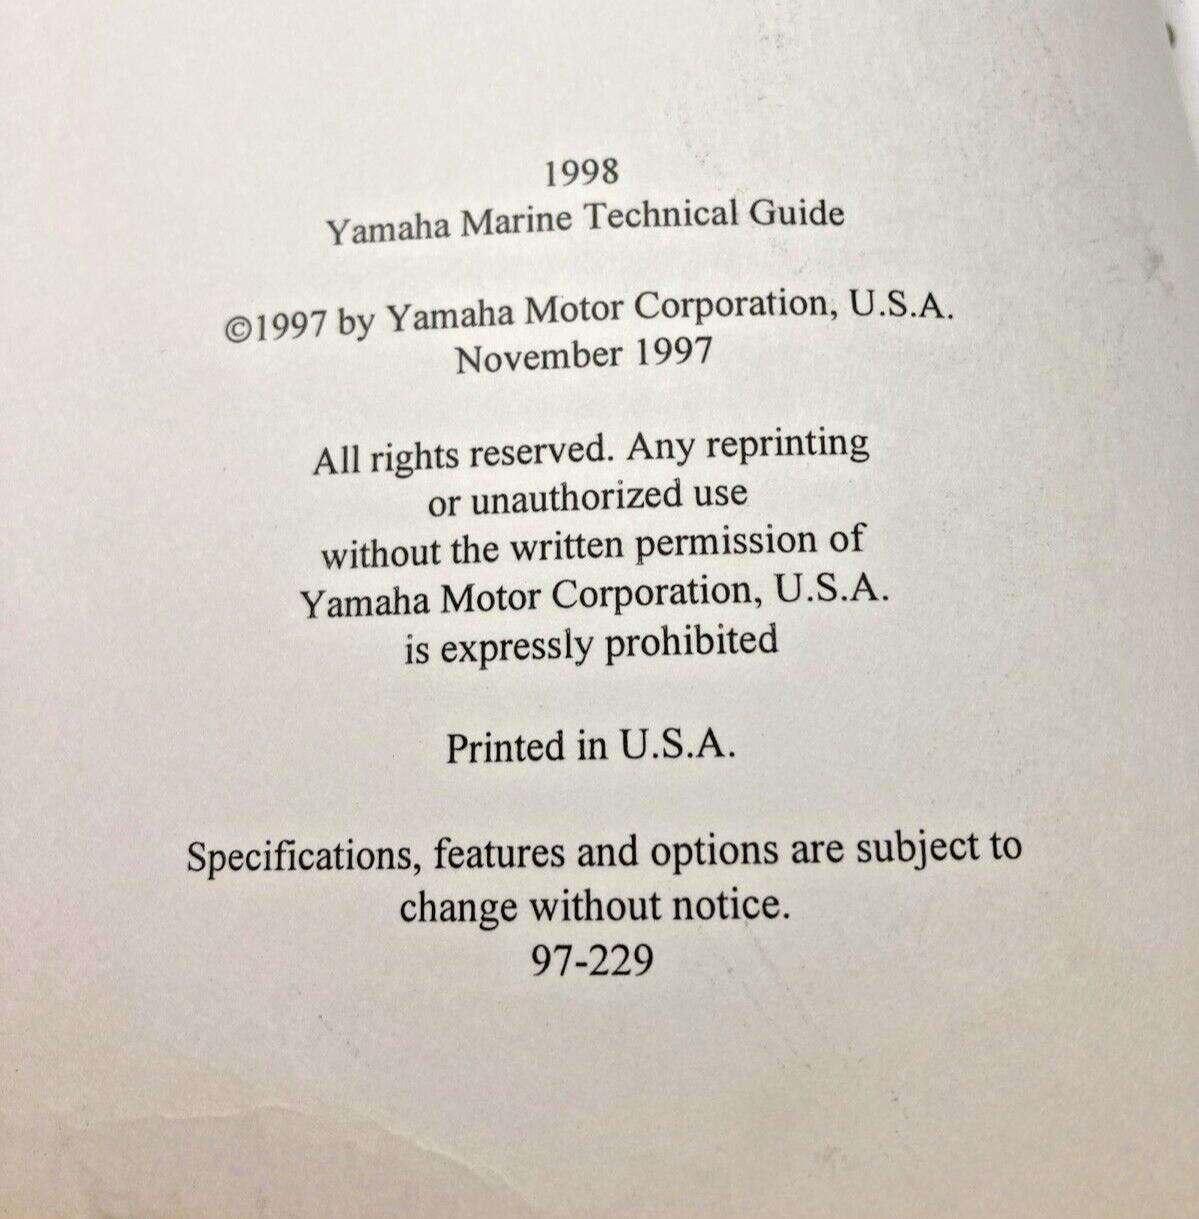 1998
Yamaha Marine Technical Guide
©1997 by Yamaha Motor Corporation, U.S.A.
November 1997
All rights reserved. Any reprinting
or unauthorized use
without the written permission of
Yamaha Motor Corporation, U.S.A.
is expressly prohibited
Printed in U.S.A.
Specifications, features and options are subject to
change without notice.
97-229